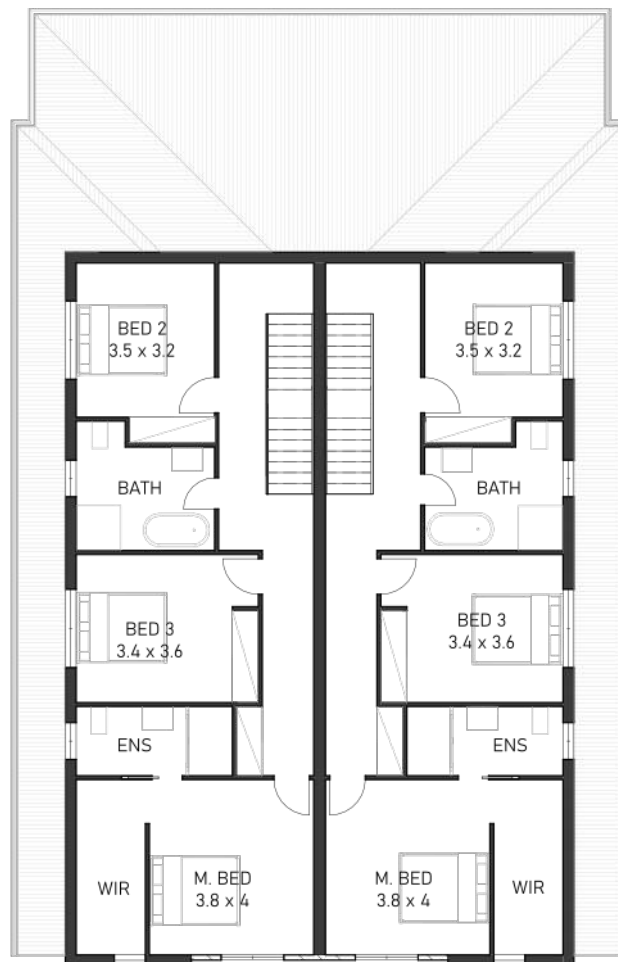 BED 2
3.5 x 3.2
BED 2
3.5 x 3.2
BATH
BATH
BED 3
3.4 x 3.6
BED 3
3.4 x 3.6
ENS
ENS
WIR
M. BED
3.8 x 4
M. BED
3.8 x 4
WIR